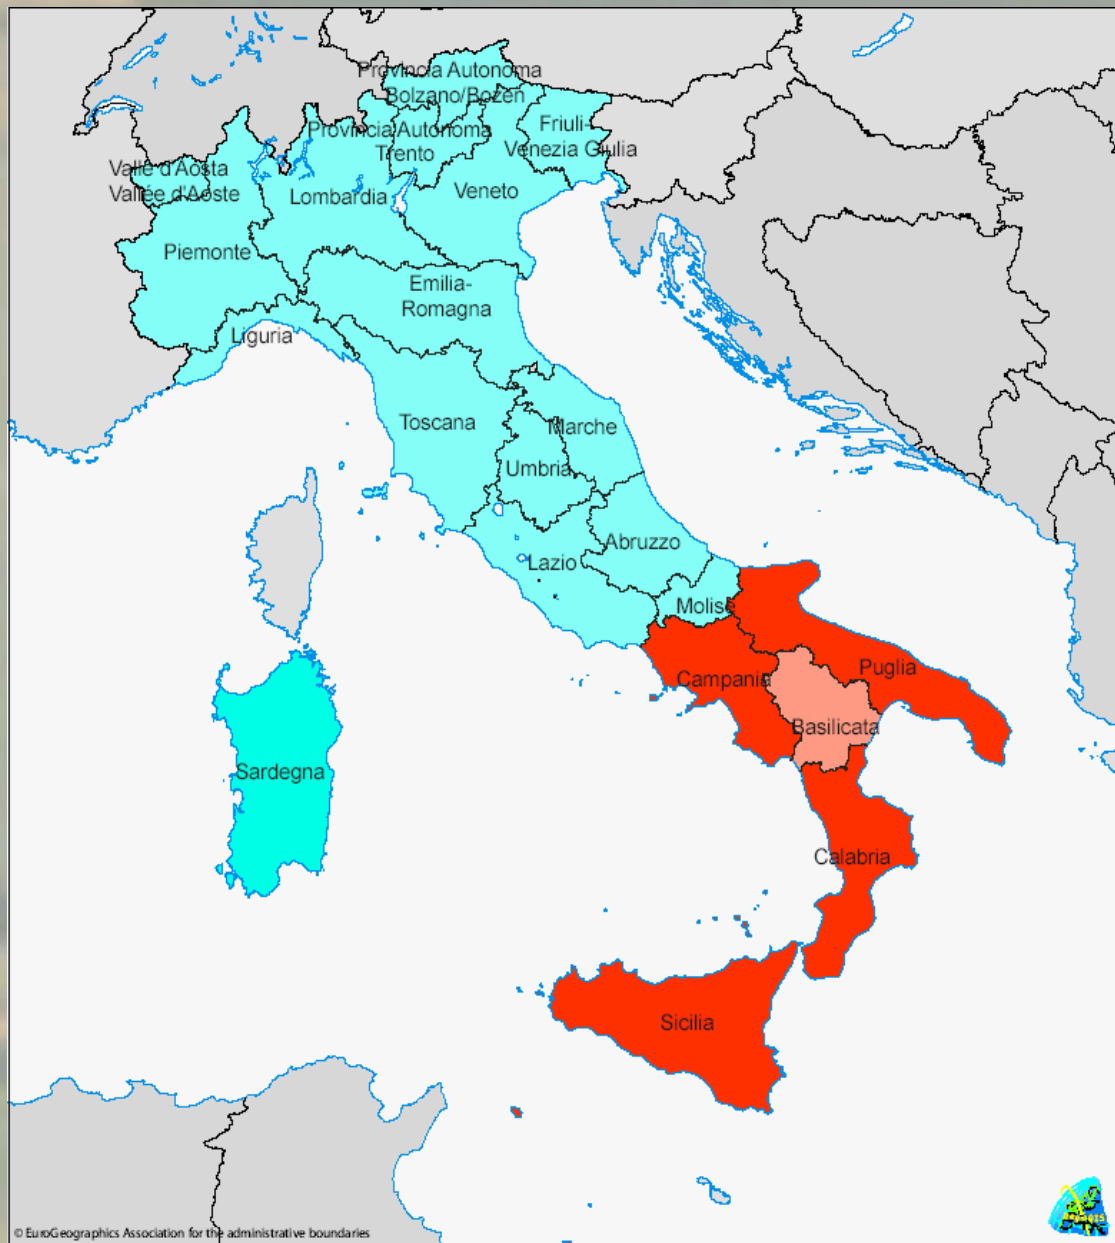 Provincia Autonoma
Bolzano/Bozen
Provincia Autonoma
Trento
Friuli-
Venezia Giulia
Valle d'Aosta
Vallée d'Aoste
Lombardia
Veneto
Piemonte
Emilia-
Romagna
Liguria
Toscana
Marche
Umbria
Abruzzo
Lazio
Molise
Puglia
Campania
Basilicata
Sardegna
Calabria
Sicilia
© EuroGeographics Association for the administrative boundaries